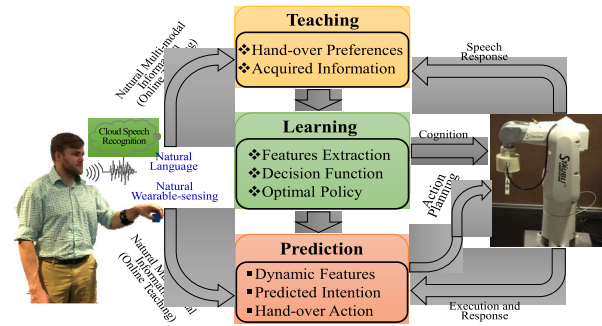 Teaching
Hand-over Preferences
Acquired Information
Natural Multi-modal
Information
(Online Teaching)
Speech
Response
Cloud Speech
Recognition
Natural
Language
Natural
Wearable-sensing
Learning
Features Extraction
Decision Function
Optimal Policy
Cognition
STÄUBLI
Action
Planning
Natural Multi-modal
Information
(Online Teaching)
Prediction
Dynamic Features
Predicted Intention
Hand-over Action
Execution and
Response